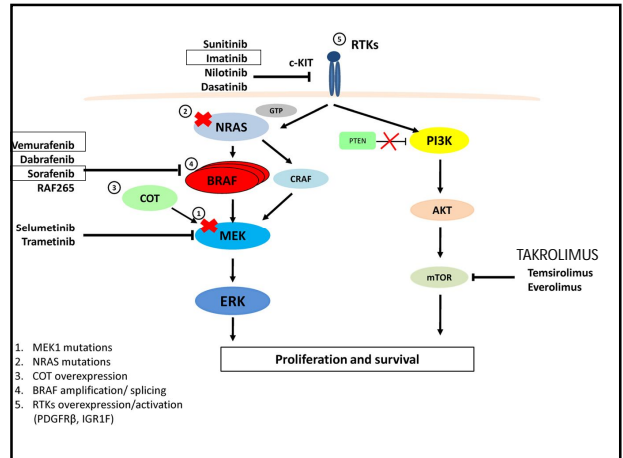 Sunitinib
Imatinib
Nilotinib
Dasatinib
c-KIT
5
RTKs
GTP
2
NRAS
Vemurafenib
Dabrafenib
Sorafenib
RAF265
4
BRAF
CRAF
PTEN
PI3K
3
COT
1
MEK
Selumetinib
Trametinib
AKT
mTOR
TAKROLIMUS
Temsirolimus
Everolimus
ERK
Proliferation and survival
1. MEK1 mutations
2. NRAS mutations
3. COT overexpression
4. BRAF amplification/ splicing
5. RTKs overexpression/activation
(PDGFRβ, IGR1F)